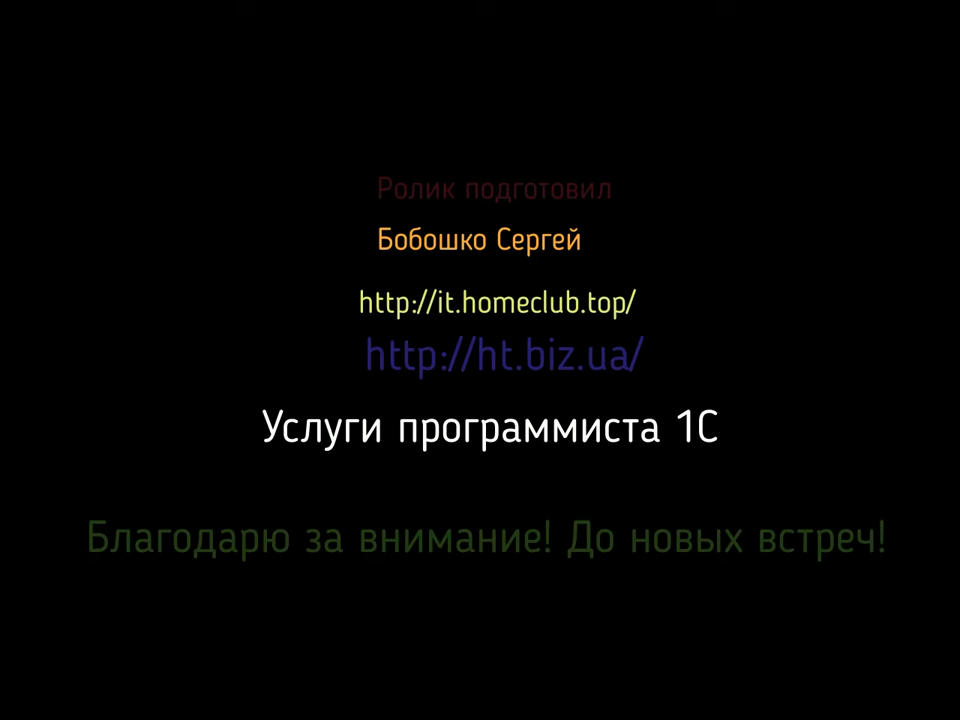 Ролик подготовил
Бобошко Сергей
http://it.homeclub.top/
http://ht.biz.ua/
Услуги программиста 1С
Благодарю за внимание! До новых встреч!